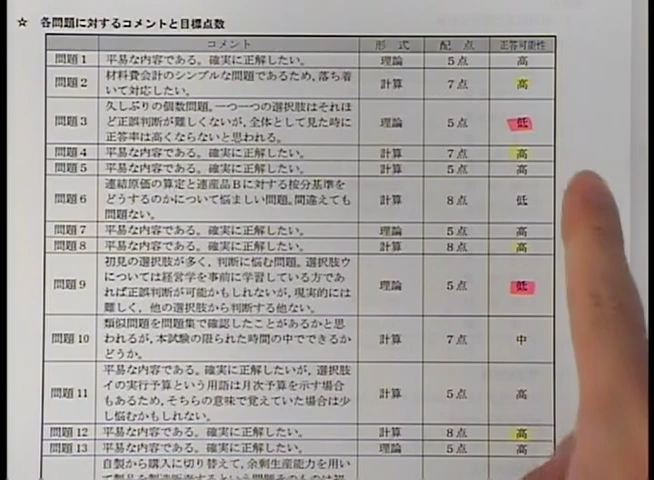 ☆ 各問題に対するコメントと目標点数
コメント 形式 配点 正答可能性
問題1 平易な内容である。確実に正解したい。 理論 5点 高
問題2 材料費会計のシンプルな問題であるため，落ち着 計算 7点 高
いて対応したい。
問題3 久しぶりの個数問題。一つ一つの選択肢はそれほ 理論 5点 低
ど正誤判断が難しくないが，全体として見た時に
正答率は高くならないと思われる。
問題4 平易な内容である。確実に正解したい。 計算 7点 高
問題5 平易な内容である。確実に正解したい。 計算 5点 高
問題6 連結原価の算定と連産品Bに対する按分基準を 計算 8点 低
どうするのかについて悩ましい問題。間違えても
問題ない。
問題7 平易な内容である。確実に正解したい。 理論 5点 高
問題8 平易な内容である。確実に正解したい。 計算 8点 高
問題9 初見の選択肢が多く，判断に悩む問題。選択肢ウ 理論 5点 低
については経営学を事前に学習している方であ
れば正誤判断が可能かもしれないが，現実的には
難しく，他の選択肢から判断する他ない。
問題10 類似問題を問題集で確認したことがあるかと思 計算 7点 中
われるが，本試験の限られた時間の中でできるか
どうか。
問題11 平易な内容である。確実に正解したいが，選択肢 計算 5点 高
イの実行予算という用語は月次予算を示す場合
もあるため，そちらの意味で覚えていた場合は少
し悩むかもしれない。
問題12 平易な内容である。確実に正解したい。 計算 8点 高
問題13 平易な内容である。確実に正解したい。 理論 5点 高
自製から購入に切り替えて，余剰生産能力を用い